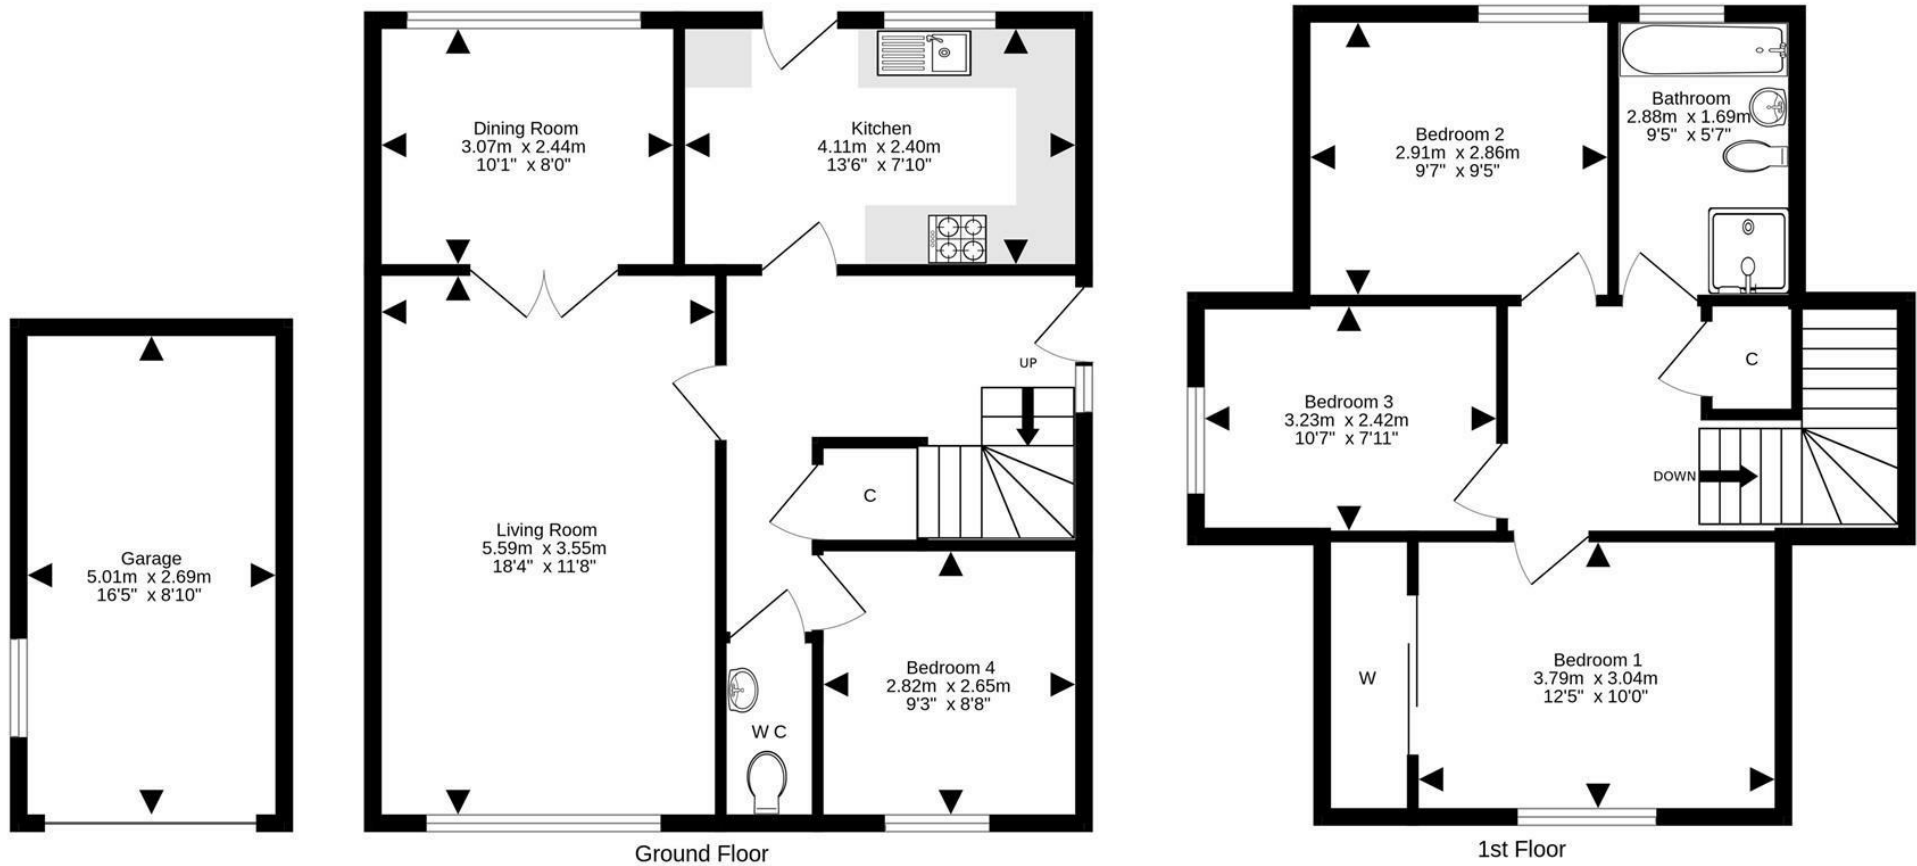 Garage
5.01m x 2.69m
16'5" x 8'10"
Dining Room
3.07m x 2.44m
10'1" x 8'0"
Kitchen
4.11m x 2.40m
13'6" x 7'10"
UP
C
Living Room
5.59m x 3.55m
18'4" x 11'8"
W C
Bedroom 4
2.82m x 2.65m
9'3" x 8'8"
Ground Floor
Bedroom 2
2.91m x 2.86m
9'7" x 9'5"
Bathroom
2.88m x 1.69m
9'5" x 5'7"
C
Bedroom 3
3.23m x 2.42m
10'7" x 7'11"
DOWN
W
Bedroom 1
3.79m x 3.04m
12'5" x 10'0"
1st Floor